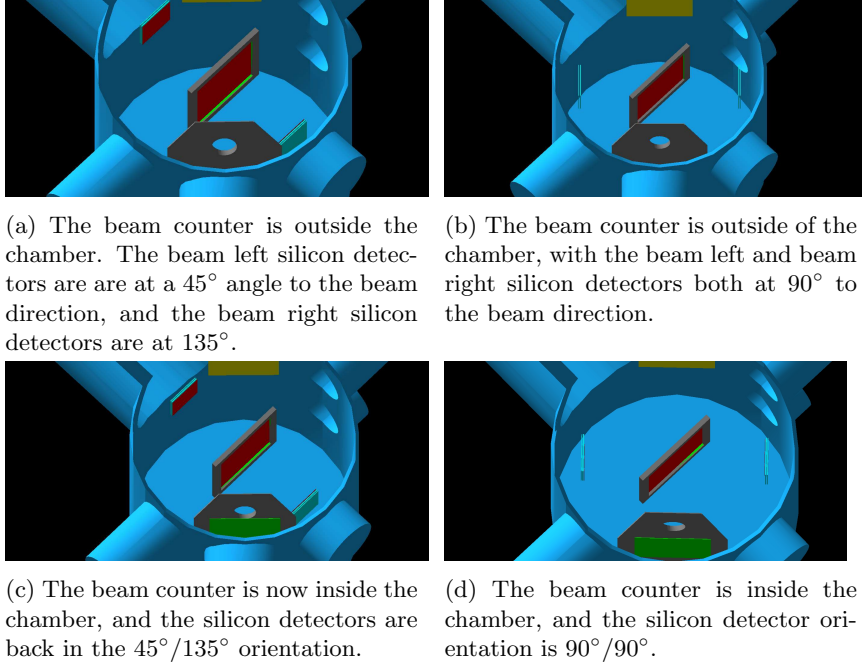 (a) The beam counter is outside the
chamber. The beam left silicon detec-
tors are are at a 45° angle to the beam
direction, and the beam right silicon
detectors are at 135°.
(b) The beam counter is outside of the
chamber, with the beam left and beam
right silicon detectors both at 90° to
the beam direction.
(c) The beam counter is now inside the
chamber, and the silicon detectors are
back in the 45°/135° orientation.
(d) The beam counter is inside the
chamber, and the silicon detector ori-
entation is 90°/90°.